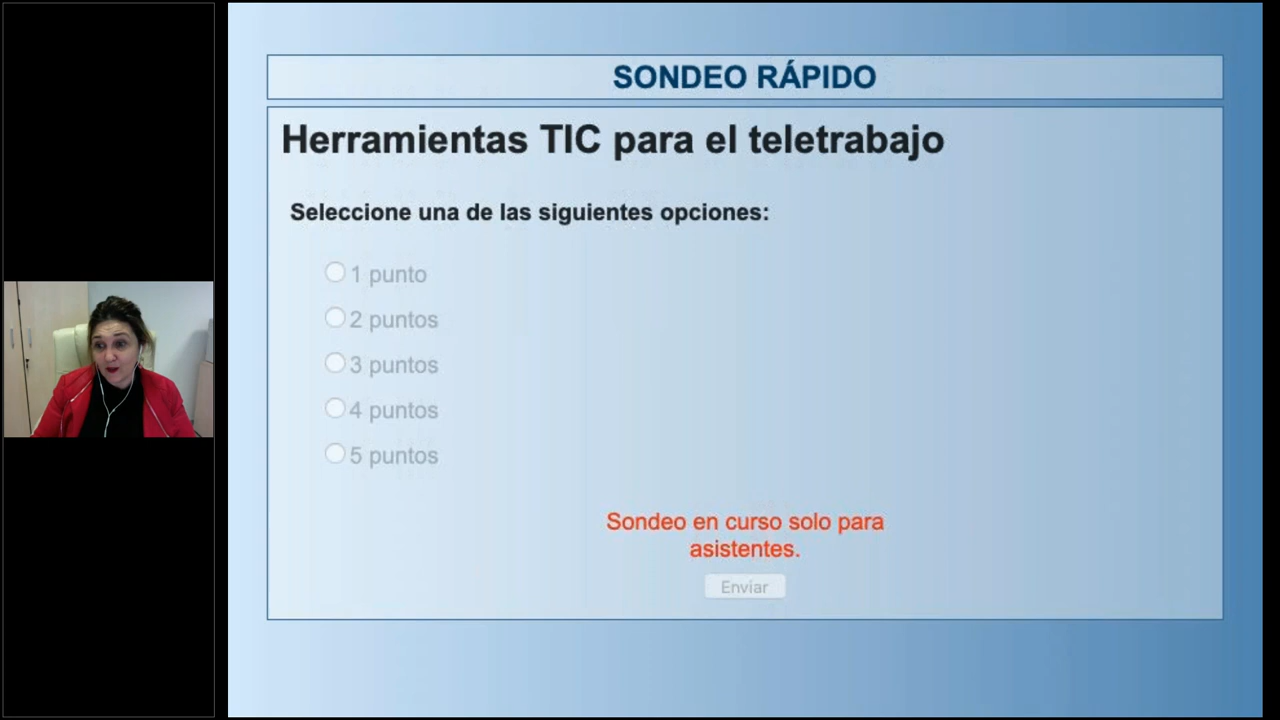 SONDEO RÁPIDO
Herramientas TIC para el teletrabajo
Seleccione una de las siguientes opciones:
1 punto
2 puntos
3 puntos
4 puntos
5 puntos
Sondeo en curso solo para
asistentes.
Enviar